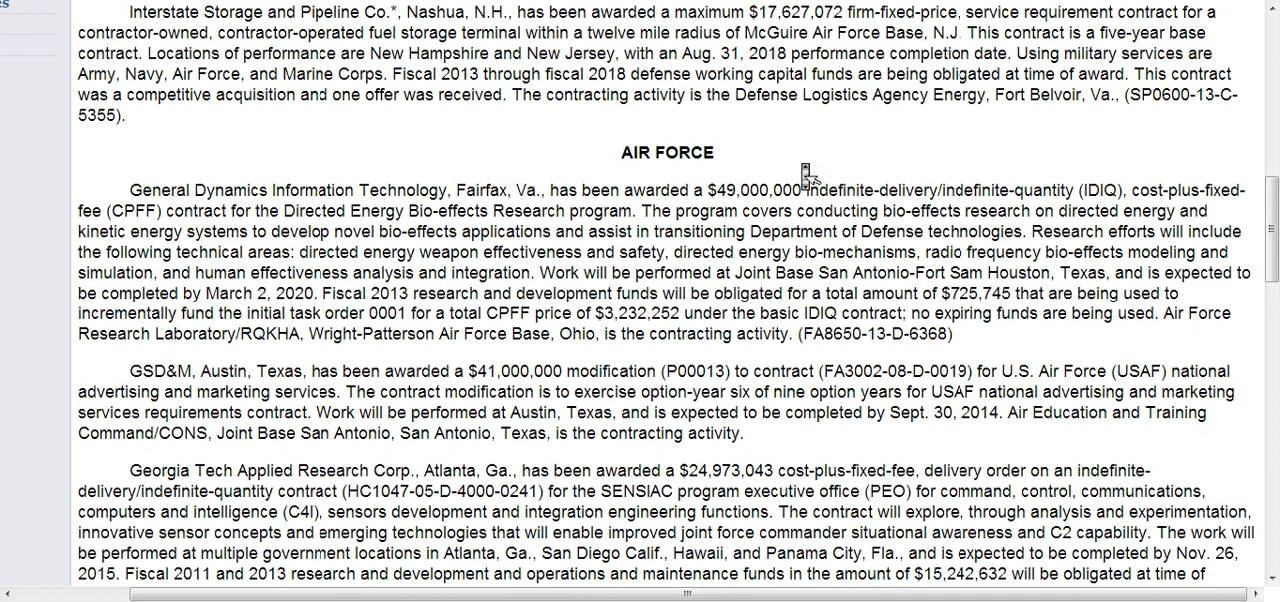 Interstate Storage and Pipeline Co.*, Nashua, N.H., has been awarded a maximum $17,627,072 firm-fixed-price, service requirement contract for a
contractor-owned, contractor-operated fuel storage terminal within a twelve mile radius of McGuire Air Force Base, N.J. This contract is a five-year base
contract. Locations of performance are New Hampshire and New Jersey, with an Aug. 31, 2018 performance completion date. Using military services are
Army, Navy, Air Force, and Marine Corps. Fiscal 2013 through fiscal 2018 defense working capital funds are being obligated at time of award. This contract
was a competitive acquisition and one offer was received. The contracting activity is the Defense Logistics Agency Energy, Fort Belvoir, Va., (SP0600-13-C-
5355).
AIR FORCE
General Dynamics Information Technology, Fairfax, Va., has been awarded a $49,000,000 indefinite-delivery/indefinite-quantity (IDIQ), cost-plus-fixed-
fee (CPFF) contract for the Directed Energy Bio-effects Research program. The program covers conducting bio-effects research on directed energy and
kinetic energy systems to develop novel bio-effects applications and assist in transitioning Department of Defense technologies. Research efforts will include
the following technical areas: directed energy weapon effectiveness and safety, directed energy bio-mechanisms, radio frequency bio-effects modeling and
simulation, and human effectiveness analysis and integration. Work will be performed at Joint Base San Antonio-Fort Sam Houston, Texas, and is expected to
be completed by March 2, 2020. Fiscal 2013 research and development funds will be obligated for a total amount of $725,745 that are being used to
incrementally fund the initial task order 0001 for a total CPFF price of $3,232,252 under the basic IDIQ contract; no expiring funds are being used. Air Force
Research Laboratory/RQKHA, Wright-Patterson Air Force Base, Ohio, is the contracting activity. (FA8650-13-D-6368)
GSD&M, Austin, Texas, has been awarded a $41,000,000 modification (P00013) to contract (FA3002-08-D-0019) for U.S. Air Force (USAF) national
advertising and marketing services. The contract modification is to exercise option-year six of nine option years for USAF national advertising and marketing
services requirements contract. Work will be performed at Austin, Texas, and is expected to be completed by Sept. 30, 2014. Air Education and Training
Command/CONS, Joint Base San Antonio, San Antonio, Texas, is the contracting activity.
Georgia Tech Applied Research Corp., Atlanta, Ga., has been awarded a $24,973,043 cost-plus-fixed-fee, delivery order on an indefinite-
delivery/indefinite-quantity contract (HC1047-05-D-4000-0241) for the SENSIAC program executive office (PEO) for command, control, communications,
computers and intelligence (C4I), sensors development and integration engineering functions. The contract will explore, through analysis and experimentation,
innovative sensor concepts and emerging technologies that will enable improved joint force commander situational awareness and C2 capability. The work will
be performed at multiple government locations in Atlanta, Ga., San Diego Calif., Hawaii, and Panama City, Fla., and is expected to be completed by Nov. 26,
2015. Fiscal 2011 and 2013 research and development and operations and maintenance funds in the amount of $15,242,632 will be obligated at time of